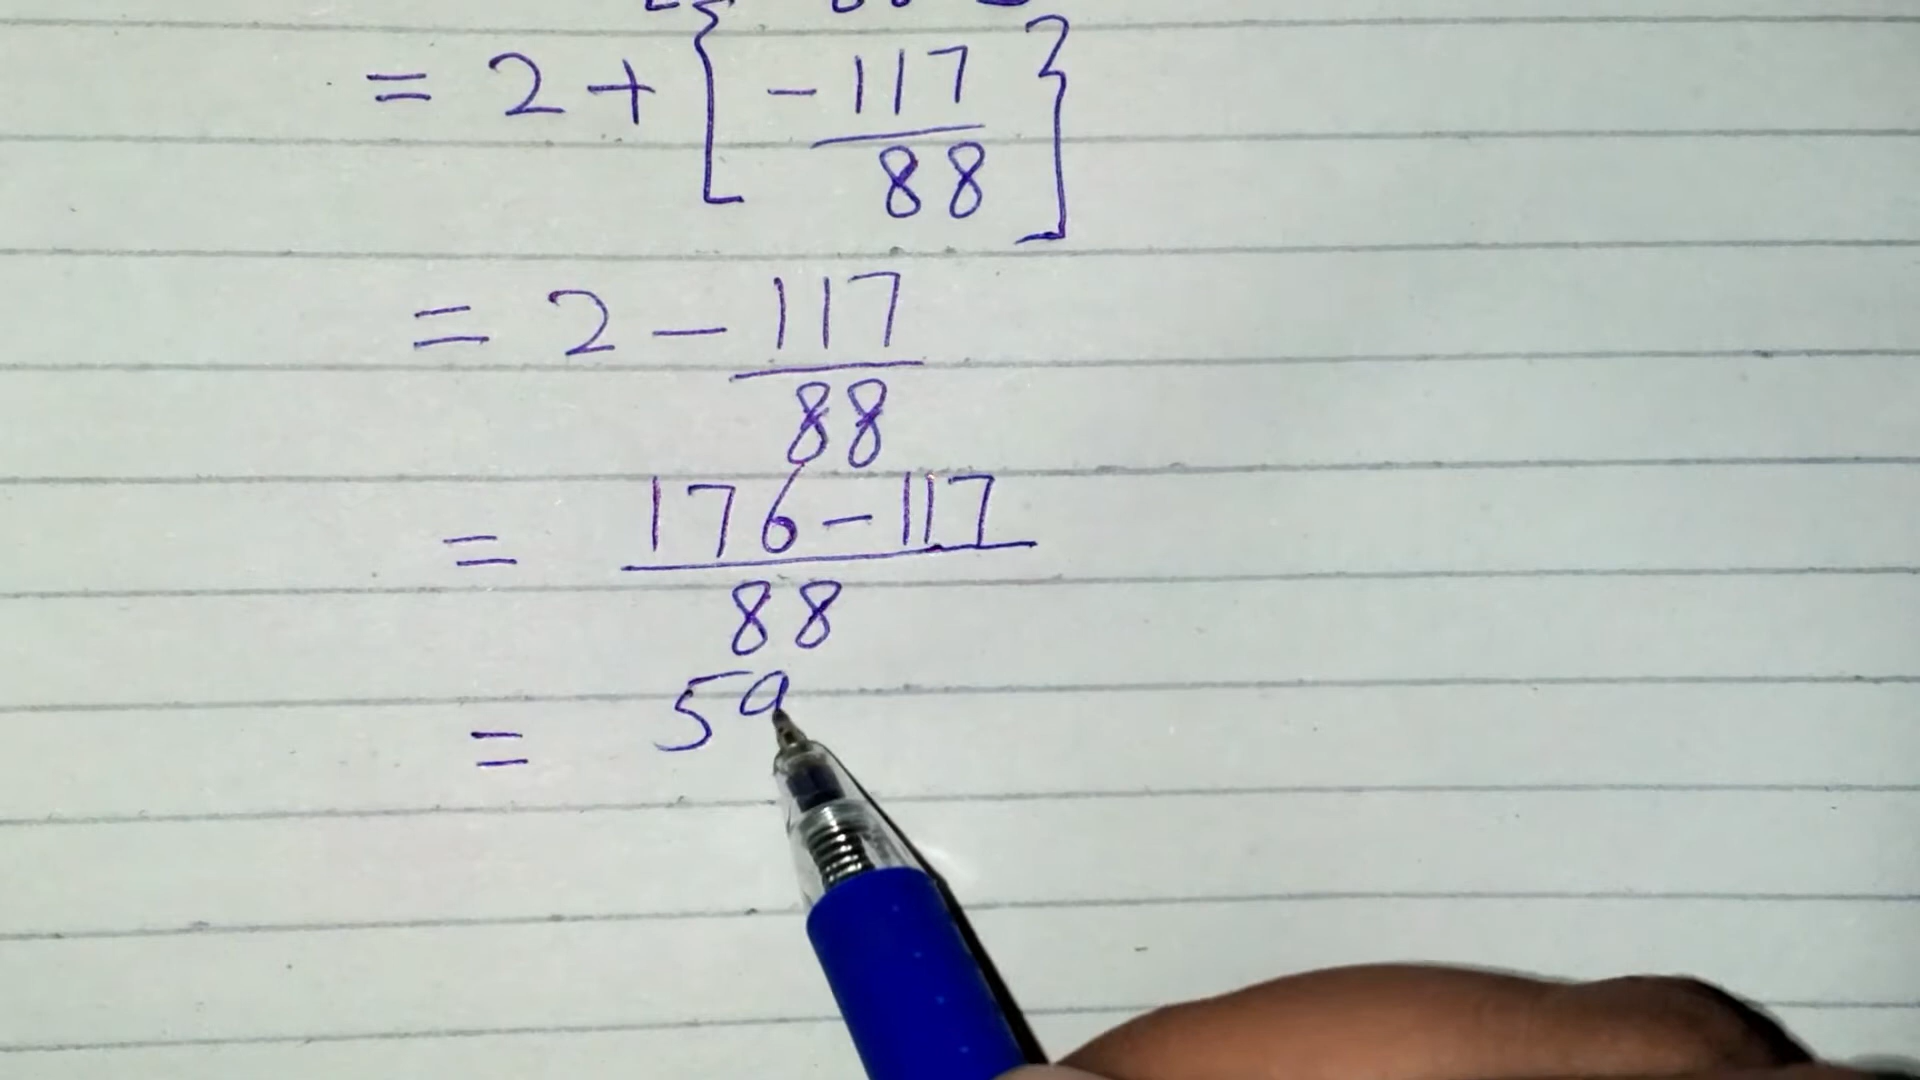 = 2 + [ -117/88 ]
= 2 - 117/88
= 176-117/88
= 59